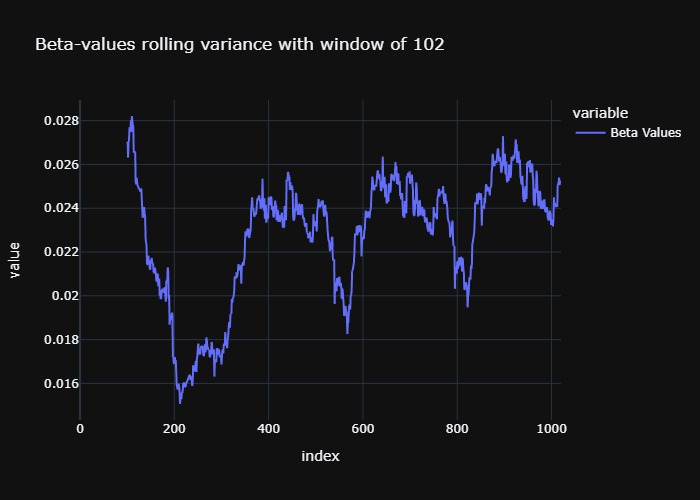 Beta-values rolling variance with window of 102
variable
Beta Values
value
0.028
0.026
0.024
0.022
0.02
0.018
0.016
0
200
400
600
800
1000
index